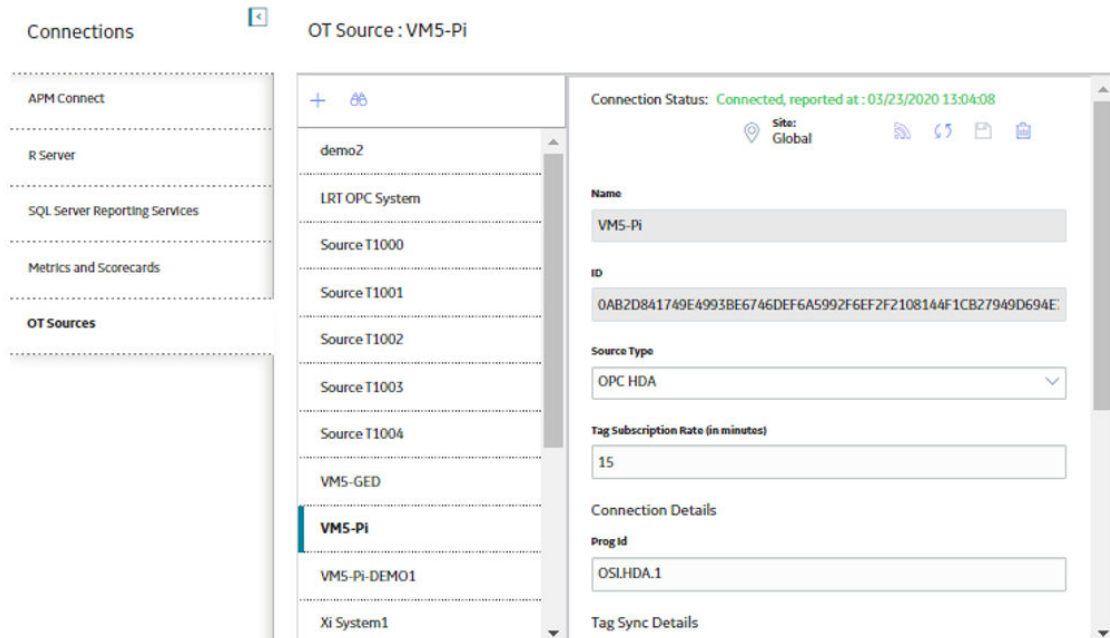 Connections
APM Connect
R Server
SQL Server Reporting Services
Metrics and Scorecards
OT Sources
OT Source : VM5-Pi
demo2
LRT OPC System
Source T1000
Source T1001
Source T1002
Source T1003
Source T1004
VM5-GED
VM5-Pi
VM5-Pi-DEMO1
Xi System1
Connection Status: Connected, reported at : 03/23/2020 13:04:08
Site:
Global
Name
VM5-Pi
ID
0AB2D841749E4993BE6746DEF6A5992F6EF2F2108144F1CB27949D694E
Source Type
OPC HDA
Tag Subscription Rate (in minutes)
15
Connection Details
Prog Id
OSI.HDA.1
Tag Sync Details